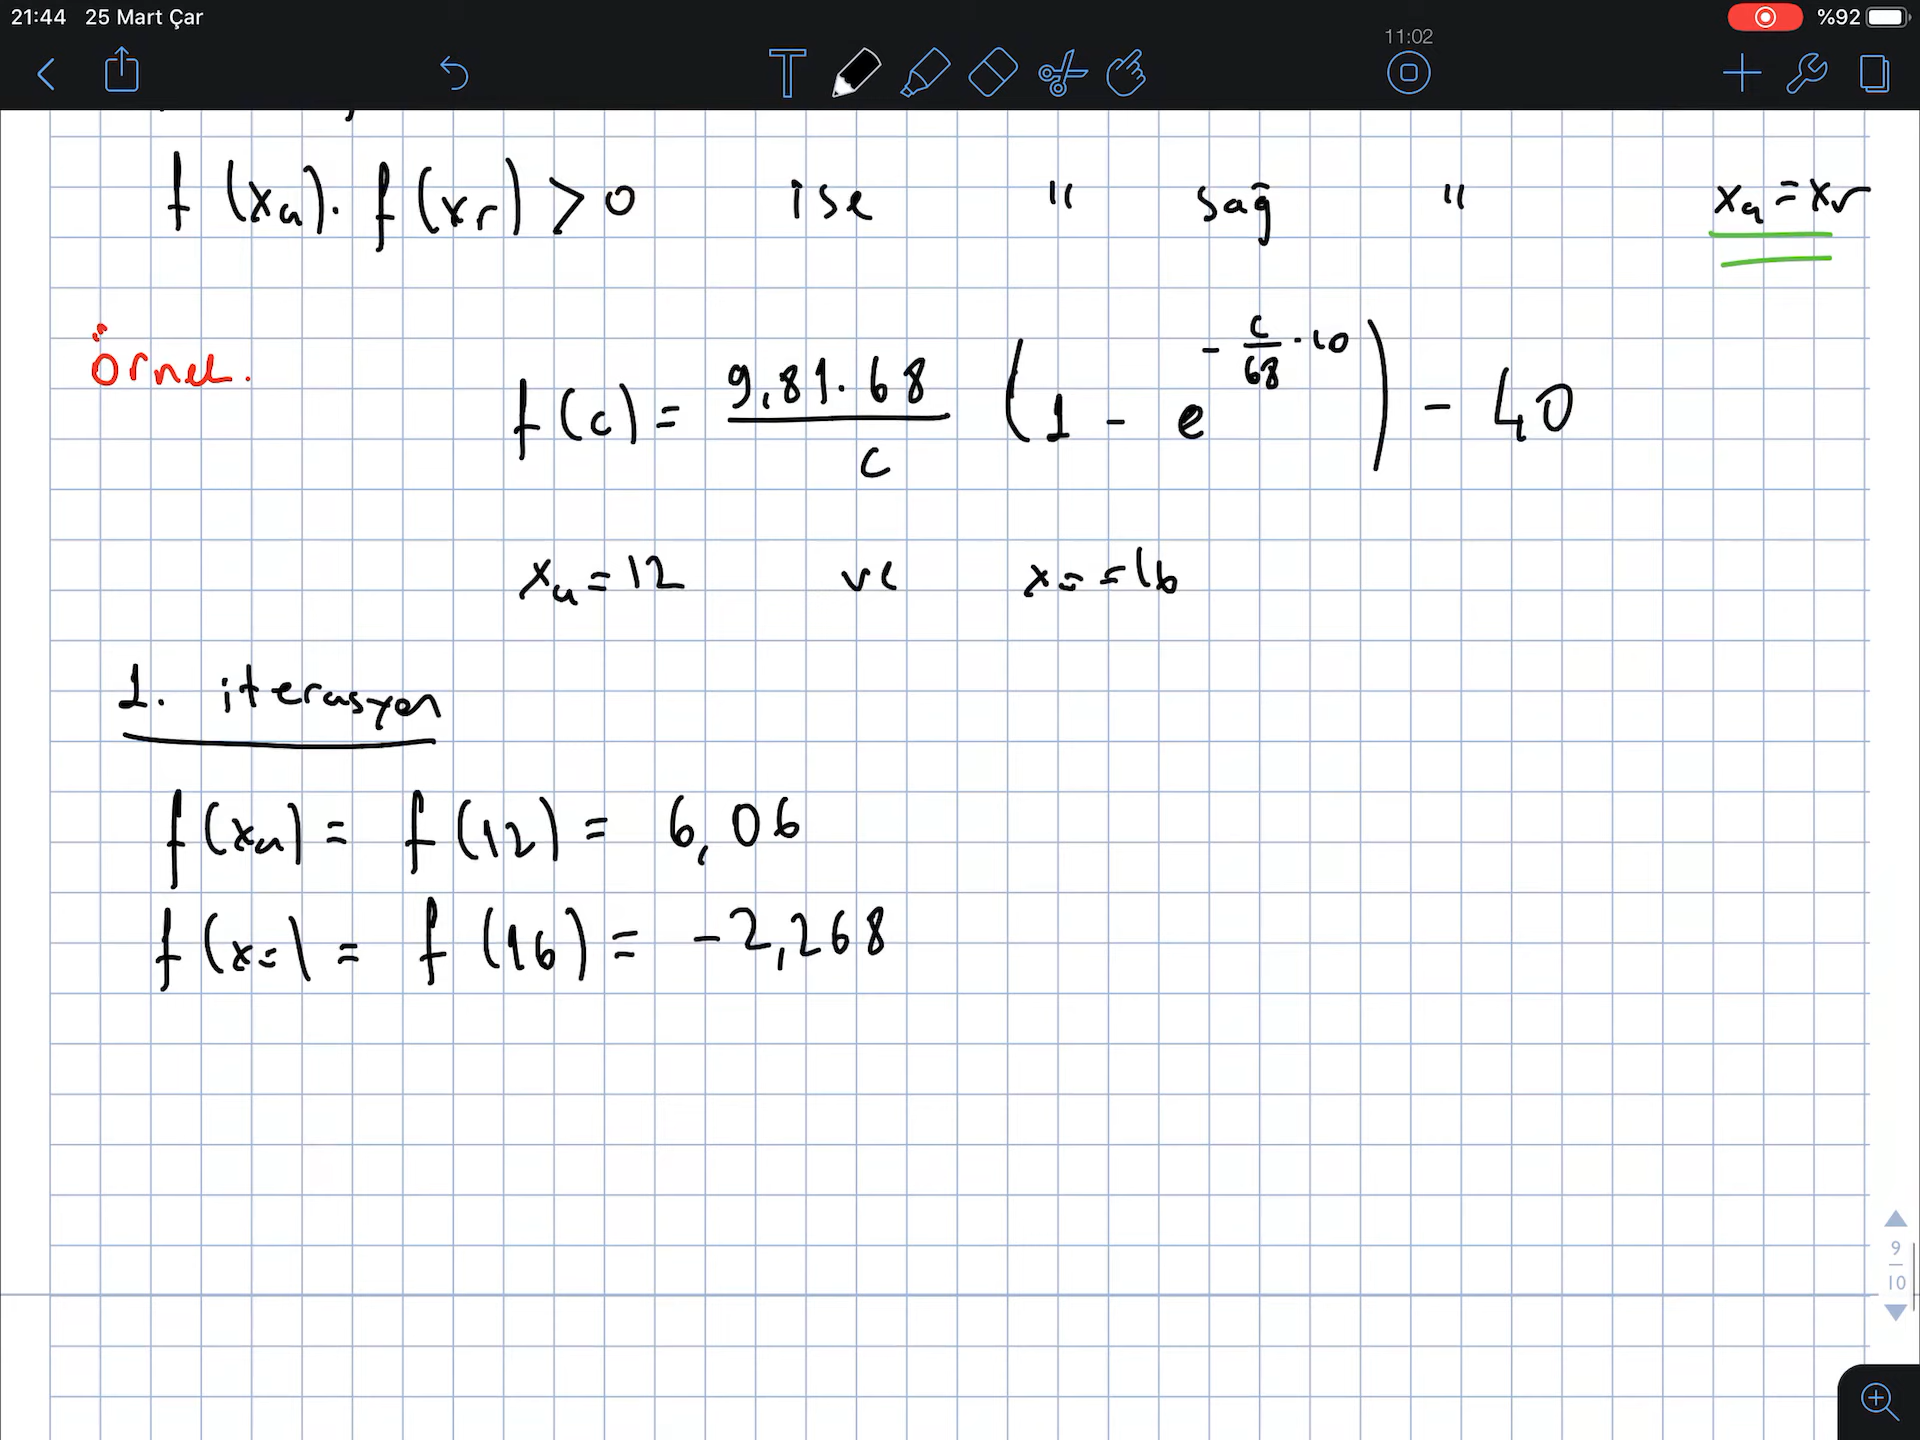 21:44 25 Mart Çar %92
11:02
f(xa). f(xr) > 0 ise " sağ " xa = xr
Örnek.
f(c) = 9,81.68 / c (1 - e^(-c/68 . 10)) - 40
xa = 12 ve xü = 16
1. iterasyon
f(xa) = f(12) = 6,06
f(xü) = f(16) = -2,268
9
10